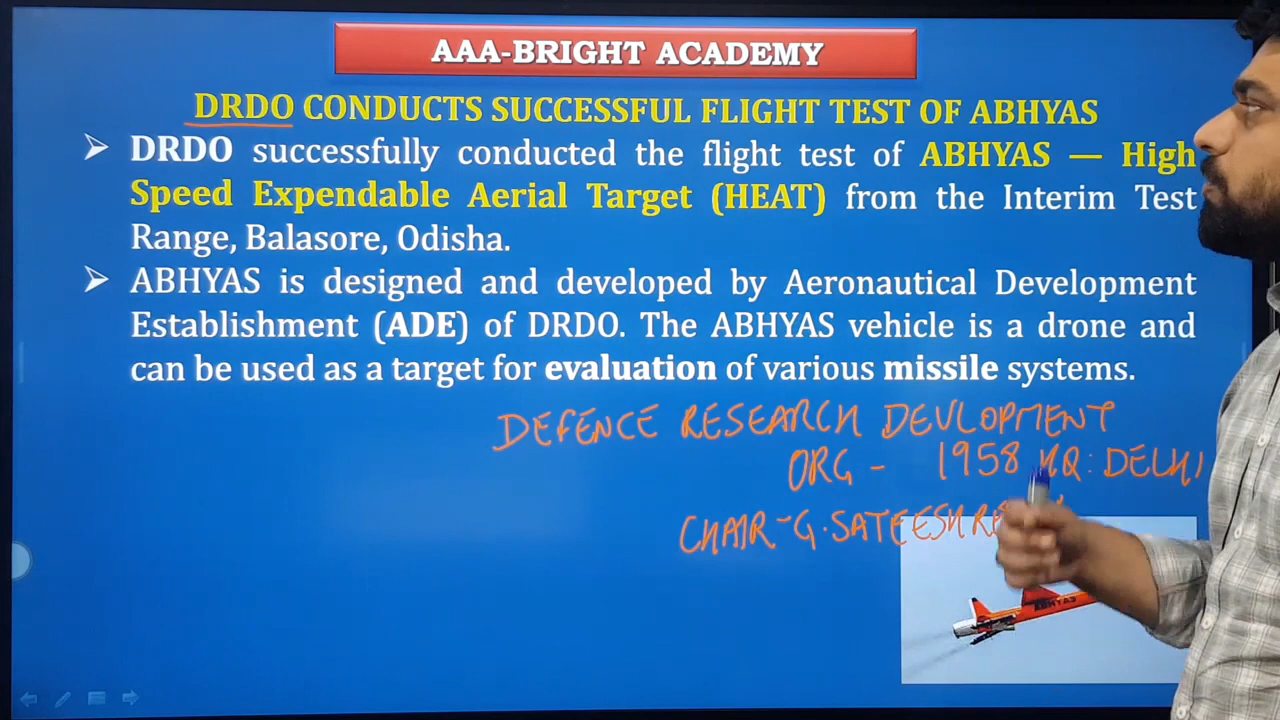 AAA-BRIGHT ACADEMY
DRDO CONDUCTS SUCCESSFUL FLIGHT TEST OF ABHYAS
DRDO successfully conducted the flight test of ABHYAS — High
Speed Expendable Aerial Target (HEAT) from the Interim Test
Range, Balasore, Odisha.
ABHYAS is designed and developed by Aeronautical Development
Establishment (ADE) of DRDO. The ABHYAS vehicle is a drone and
can be used as a target for evaluation of various missile systems.
DEFENCE RESEARCH DEVLOPMENT
ORG - 1958 HQ: DELHI
CHAIR-G.SATEESH
ABHYAS